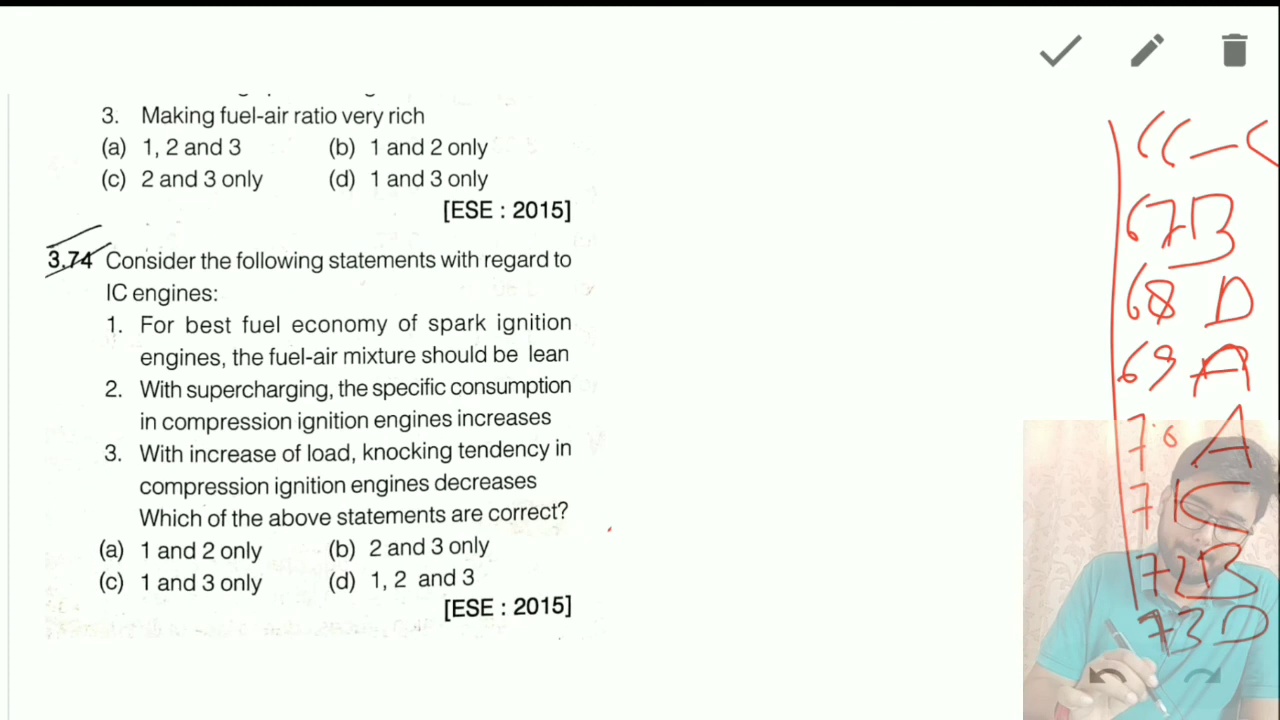 3. Making fuel-air ratio very rich
(a) 1, 2 and 3 (b) 1 and 2 only
(c) 2 and 3 only (d) 1 and 3 only
[ESE : 2015]
3.74 Consider the following statements with regard to
IC engines:
1. For best fuel economy of spark ignition
engines, the fuel-air mixture should be lean
2. With supercharging, the specific consumption
in compression ignition engines increases
3. With increase of load, knocking tendency in
compression ignition engines decreases
Which of the above statements are correct?
(a) 1 and 2 only (b) 2 and 3 only
(c) 1 and 3 only (d) 1, 2 and 3
[ESE : 2015]
67 B
68 D
69 A
70 A
71 C
72 B
73 D